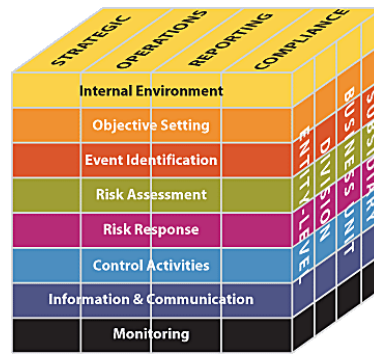 STRATEGIC
OPERATIONS
REPORTING
COMPLIANCE
Internal Environment
Objective Setting
Event Identification
Risk Assessment
Risk Response
Control Activities
Information & Communication
Monitoring
ENTITY-LEVEL
DIVISION
BUSINESS UNIT
SUBSIDIARY